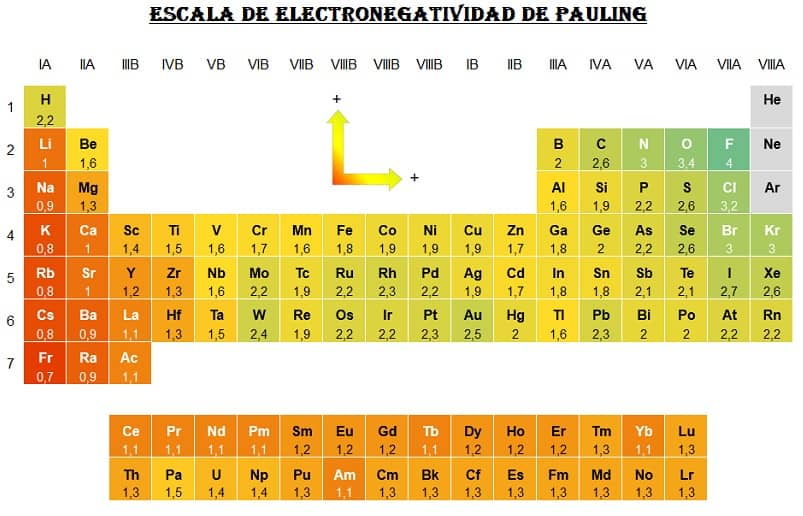 ESCALA DE ELECTRONEGATIVIDAD DE PAULING
IA IIA IIIB IVB VB VIB VIIB VIIIB VIIIB VIIIB IB IIB IIIA IVA VA VIA VIIA VIIIA
+
1 H He
2,2
2 Li Be B C N O F Ne
1 1,6 2 2,6 3 3,4 4
+
3 Na Mg Al Si P S Cl Ar
0,9 1,3 1,6 1,9 2,2 2,6 3,2
4 K Ca Sc Ti V Cr Mn Fe Co Ni Cu Zn Ga Ge As Se Br Kr
0,8 1 1,4 1,5 1,6 1,7 1,6 1,8 1,9 1,9 1,9 1,7 1,8 2 2,2 2,6 3 3
5 Rb Sr Y Zr Nb Mo Tc Ru Rh Pd Ag Cd In Sn Sb Te I Xe
0,8 1 1,2 1,3 1,6 2,2 1,9 2,2 2,3 2,2 1,9 1,7 1,8 1,8 2,1 2,1 2,7 2,6
6 Cs Ba La Hf Ta W Re Os Ir Pt Au Hg Tl Pb Bi Po At Rn
0,8 0,9 1,1 1,3 1,5 2,4 1,9 2,2 2,2 2,3 2,5 2 1,6 2,3 2 2 2,2 2,2
7 Fr Ra Ac
0,7 0,9 1,1
Ce Pr Nd Pm Sm Eu Gd Tb Dy Ho Er Tm Yb Lu
1,1 1,1 1,1 1,1 1,2 1,2 1,2 1,1 1,2 1,2 1,2 1,3 1,1 1,3
Th Pa U Np Pu Am Cm Bk Cf Es Fm Md No Lr
1,3 1,5 1,4 1,4 1,3 1,1 1,3 1,3 1,3 1,3 1,3 1,3 1,3 1,3